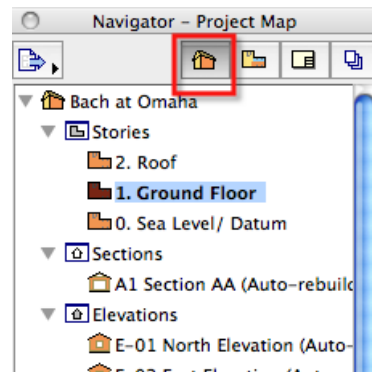 Navigator – Project Map
Bach at Omaha
Stories
2. Roof
1. Ground Floor
0. Sea Level/ Datum
Sections
A1 Section AA (Auto-rebuild
Elevations
E-01 North Elevation (Auto-